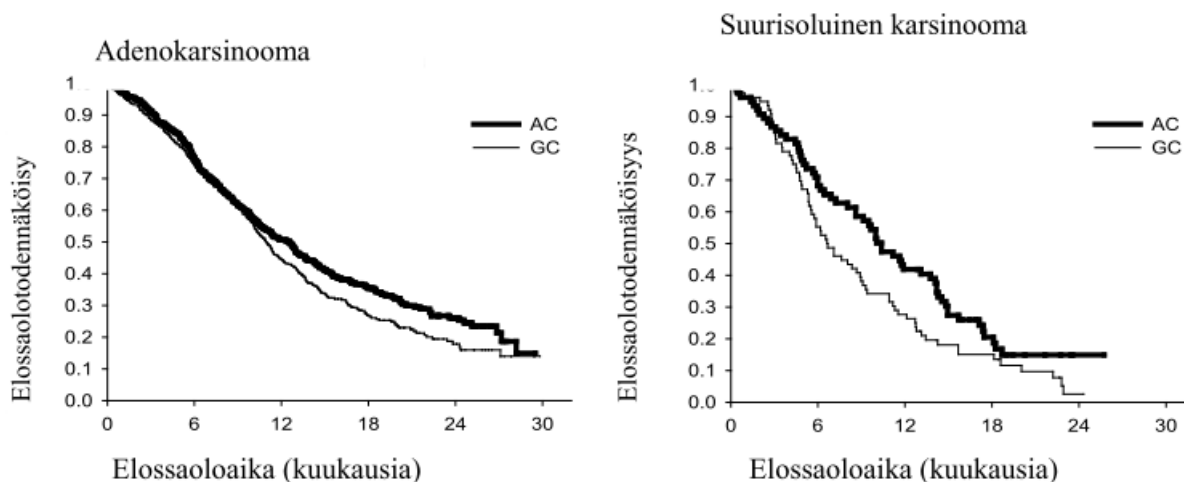 Adenokarsinooma
1
0.9
0.8
0.7
0.6
0.5
0.4
0.3
0.2
0.1
0.0
0 6 12 18 24 30
AC
GC
Elossaolotodennäköisy
Elossaoloaika (kuukausia)
Suurisoluinen karsinooma
0.9
0.8
0.7
0.6
0.5
0.4
0.3
0.2
0.1
0.0
0 6 12 18 24 30
AC
GC
Elossaolotodennäköisyys
Elossaoloaika (kuukausia)